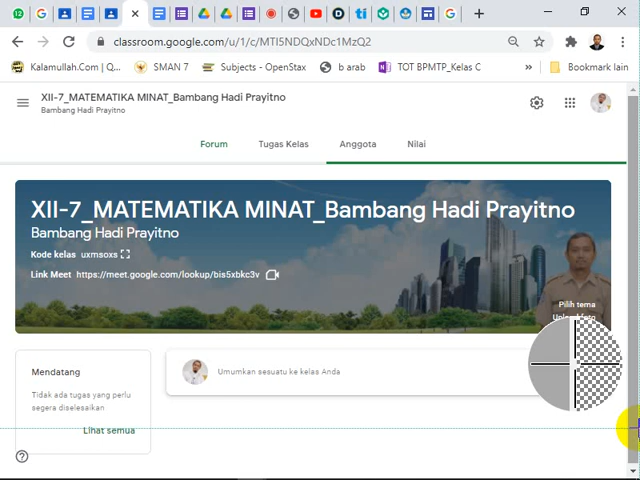 classroom.google.com/u/1/c/MTI5NDQxNDc1MzQ2
Kalamullah.Com | Qu...
SMAN 7
Subjects - OpenStax
b arab
TOT BPMTP_Kelas C
»
Bookmark lain
XII-7_MATEMATIKA MINAT_Bambang Hadi Prayitno
Bambang Hadi Prayitno
Forum
Tugas Kelas
Anggota
Nilai
XII-7_MATEMATIKA MINAT_Bambang Hadi Prayitno
Bambang Hadi Prayitno
Kode kelas uxmsoxs
Link Meet https://meet.google.com/lookup/bis5xbkc3v
Pilih tema
Upload foto
Mendatang
Tidak ada tugas yang perlu
segera diselesaikan
Lihat semua
Umumkan sesuatu ke kelas Anda